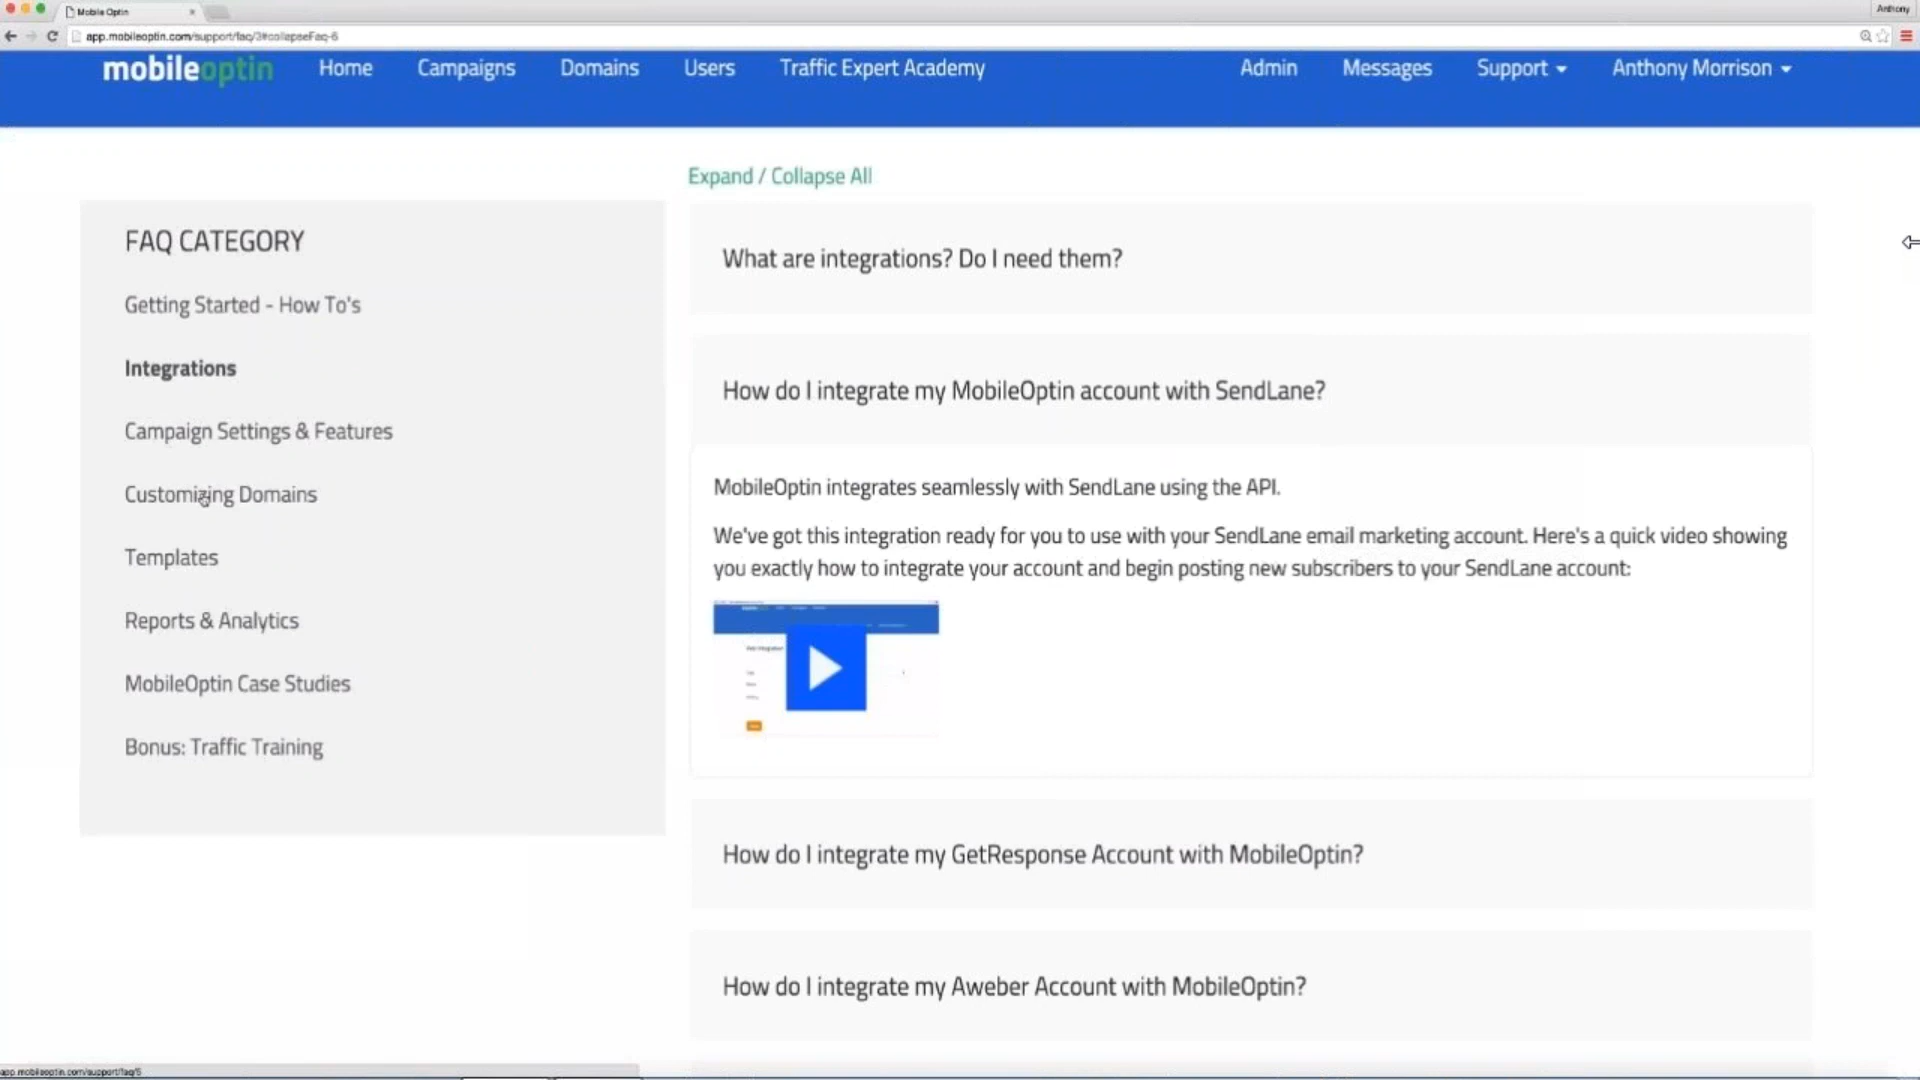 Mobile Optin
Anthony
app.mobileoptin.com/support/faq/3#collapseFaq-6
mobileoptin
Home
Campaigns
Domains
Users
Traffic Expert Academy
Admin
Messages
Support
Anthony Morrison
Expand / Collapse All
FAQ CATEGORY
Getting Started - How To's
Integrations
Campaign Settings & Features
Customizing Domains
Templates
Reports & Analytics
MobileOptin Case Studies
Bonus: Traffic Training
What are integrations? Do I need them?
How do I integrate my MobileOptin account with SendLane?
MobileOptin integrates seamlessly with SendLane using the API.
We've got this integration ready for you to use with your SendLane email marketing account. Here's a quick video showing
you exactly how to integrate your account and begin posting new subscribers to your SendLane account:
How do I integrate my GetResponse Account with MobileOptin?
How do I integrate my Aweber Account with MobileOptin?
app.mobileoptin.com/support/faq/5